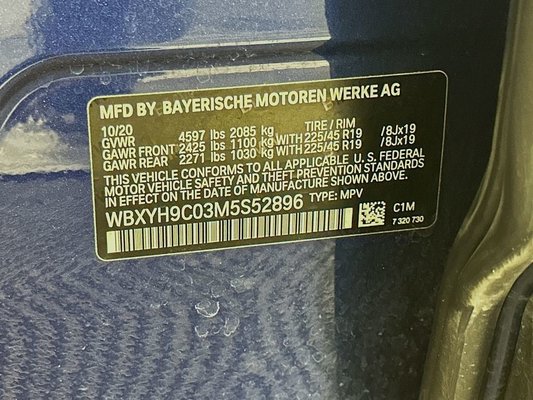 MFD BY BAYERISCHE MOTOREN WERKE AG
10/20 TIRE / RIM
GVWR 4597 lbs 2085 kg
GAWR FRONT 2425 lbs 1100 kg WITH 225/45 R19 /8Jx19
GAWR REAR 2271 lbs 1030 kg WITH 225/45 R19 /8Jx19
THIS VEHICLE CONFORMS TO ALL APPLICABLE U. S. FEDERAL
MOTOR VEHICLE SAFETY AND THEFT PREVENTION STANDARDS
IN EFFECT ON THE DATE OF MANUFACTURE SHOWN ABOVE.
WBXYH9C03M5S52896 TYPE: MPV
C1M
7 320 730